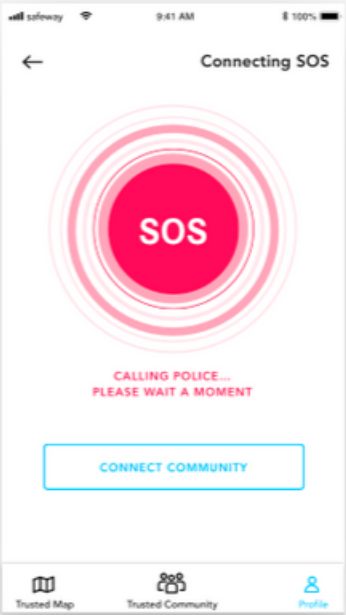 safeway 9:41 AM 100%
Connecting SOS
SOS
CALLING POLICE...
PLEASE WAIT A MOMENT
CONNECT COMMUNITY
Trusted Map Trusted Community Profile